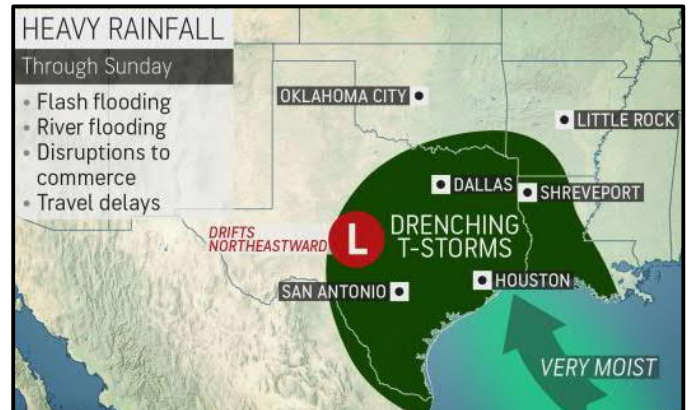 HEAVY RAINFALL
Through Sunday
• Flash flooding
• River flooding
• Disruptions to
commerce
• Travel delays
OKLAHOMA CITY
LITTLE ROCK
DALLAS
SHREVEPORT
DRIFTS
NORTHEASTWARD
L
DRENCHING
T-STORMS
SAN ANTONIO
HOUSTON
VERY MOIST